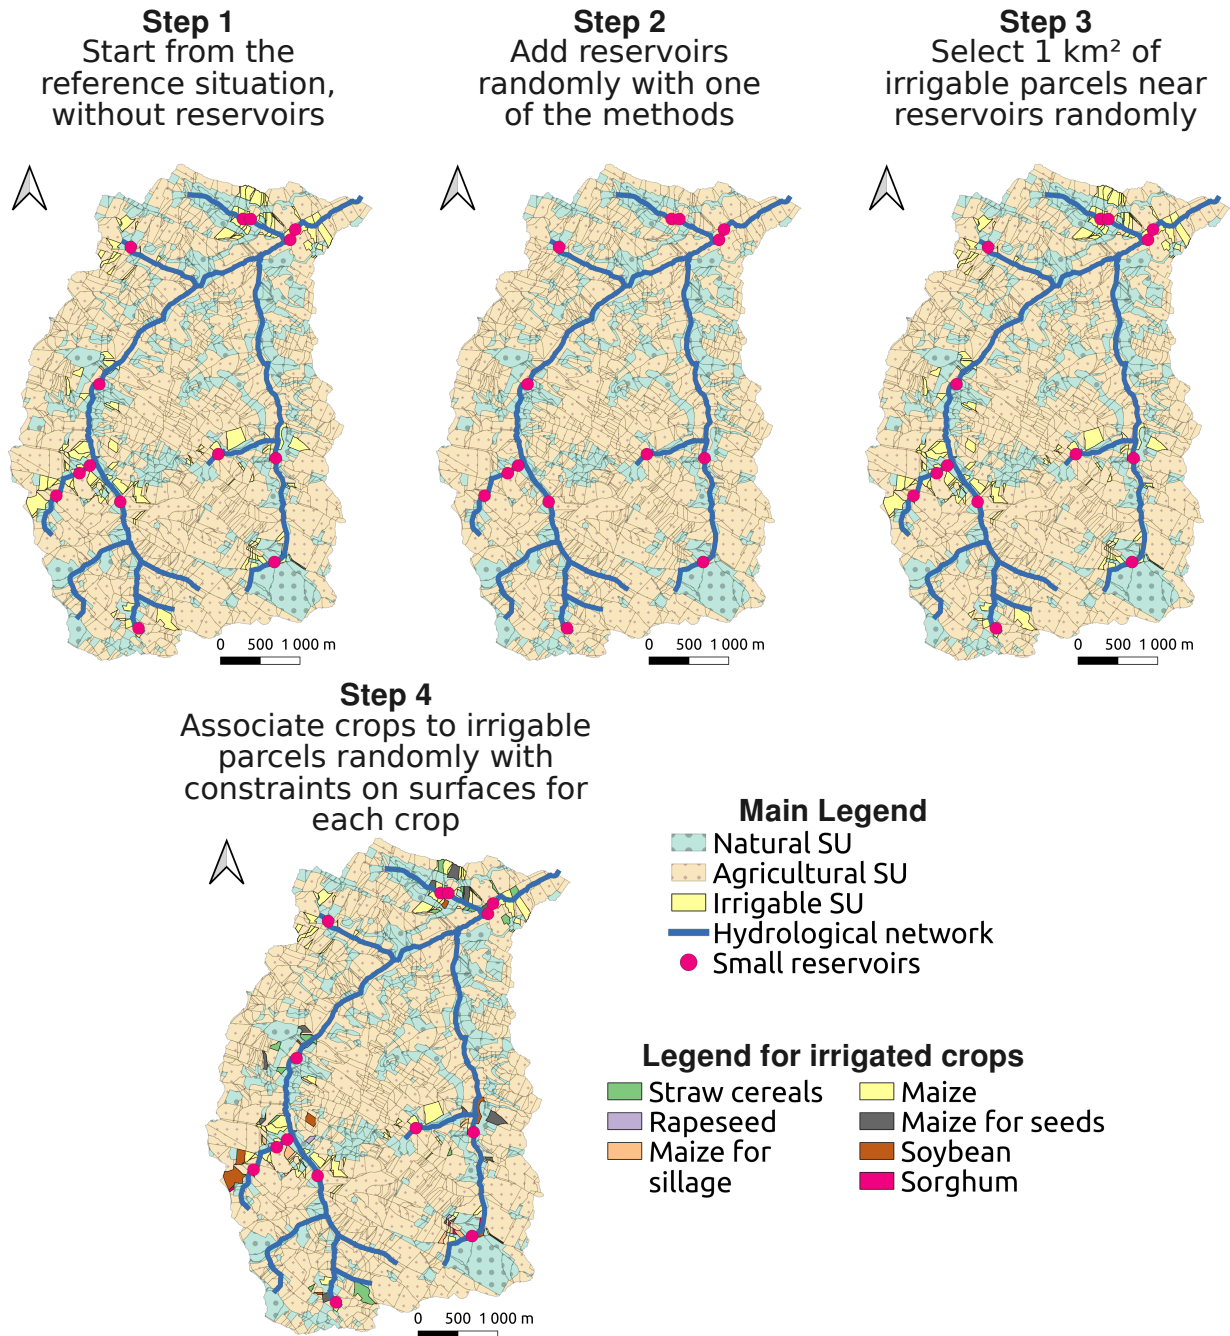 Step 1
Start from the
reference situation,
without reservoirs
Step 2
Add reservoirs
randomly with one
of the methods
Step 3
Select 1 km² of
irrigable parcels near
reservoirs randomly
0 500 1 000 m
0 500 1 000 m
0 500 1 000 m
Step 4
Associate crops to irrigable
parcels randomly with
constraints on surfaces for
each crop
0 500 1 000 m
Main Legend
Natural SU
Agricultural SU
Irrigable SU
Hydrological network
Small reservoirs
Legend for irrigated crops
Straw cereals
Rapeseed
Maize for
sillage
Maize
Maize for seeds
Soybean
Sorghum